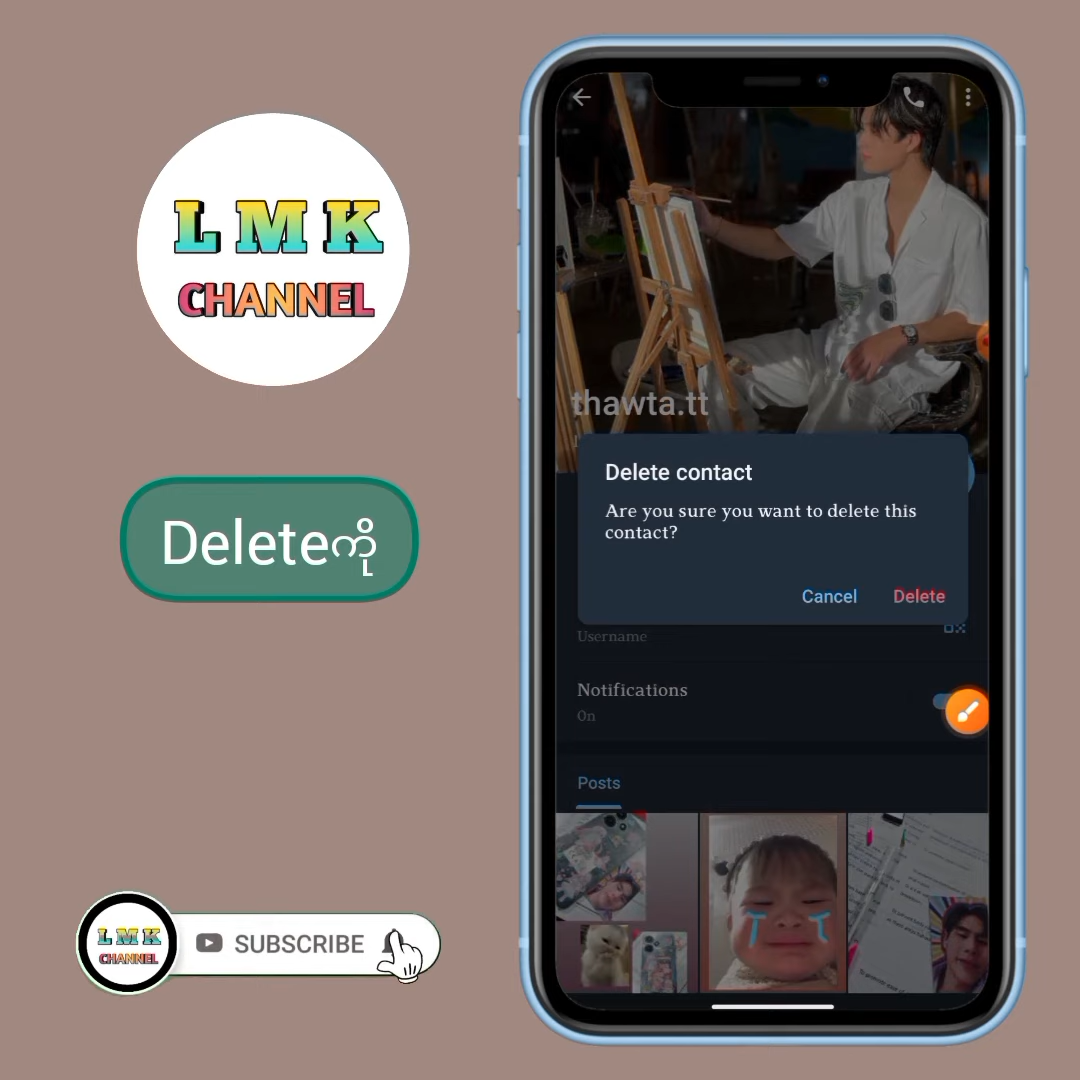 L M K
CHANNEL
Deleteကို
L M K
CHANNEL
SUBSCRIBE
thawta.tt
Delete contact
Are you sure you want to delete this
contact?
Cancel
Delete
Username
Notifications
On
Posts